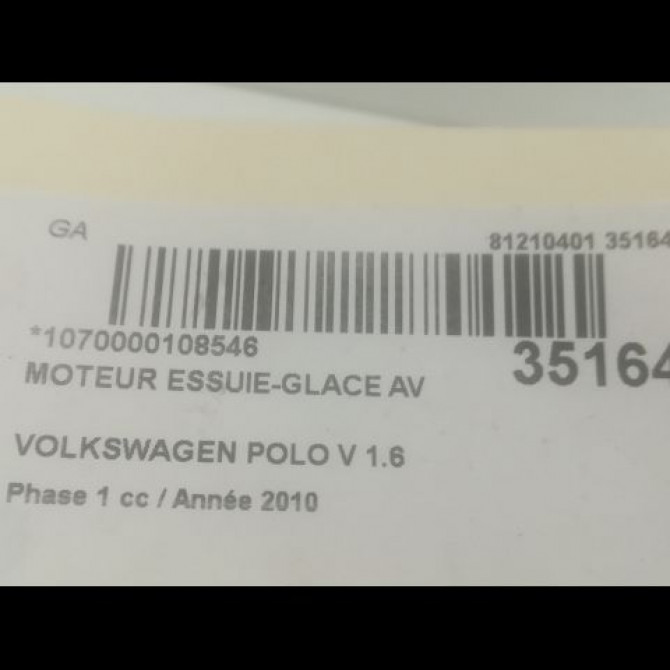 GA
81210401 35164
*1070000108546
35164
MOTEUR ESSUIE-GLACE AV
VOLKSWAGEN POLO V 1.6
Phase 1 cc / Année 2010